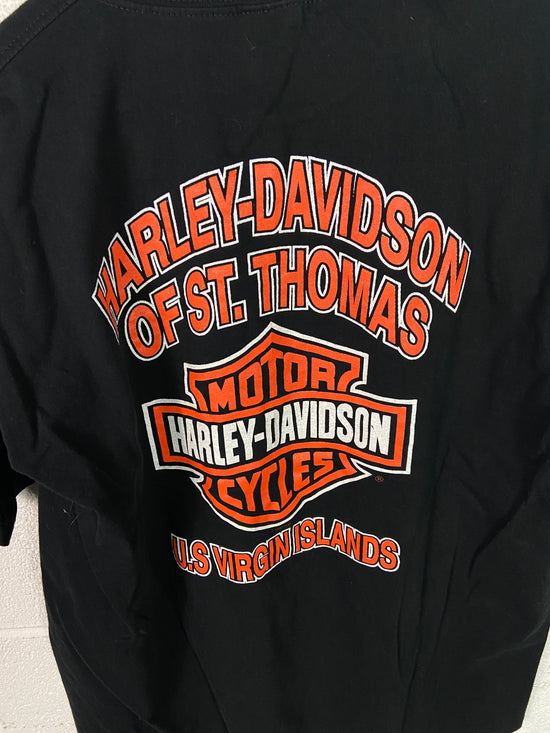 HARLEY-DAVIDSON
OF ST. THOMAS
MOTOR
HARLEY-DAVIDSON
CYCLES
®
U.S VIRGIN ISLANDS